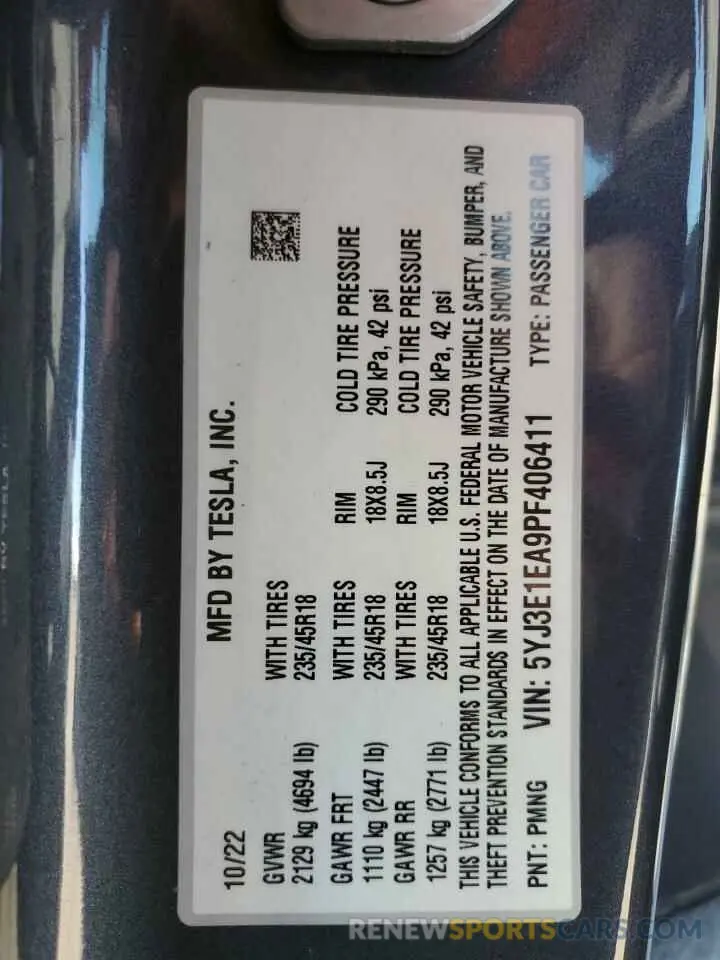 10/22 MFD BY TESLA, INC.
GVWR WITH TIRES
2129 kg (4694 lb) 235/45R18
GAWR FRT WITH TIRES RIM COLD TIRE PRESSURE
1110 kg (2447 lb) 235/45R18 18X8.5J 290 kPa, 42 psi
GAWR RR WITH TIRES RIM COLD TIRE PRESSURE
1257 kg (2771 lb) 235/45R18 18X8.5J 290 kPa, 42 psi
THIS VEHICLE CONFORMS TO ALL APPLICABLE U.S. FEDERAL MOTOR VEHICLE SAFETY, BUMPER, AND
THEFT PREVENTION STANDARDS IN EFFECT ON THE DATE OF MANUFACTURE SHOWN ABOVE.
PNT: PMNG VIN: 5YJ3E1EA9PF406411 TYPE: PASSENGER CAR
RENEWSPORTSCARS.COM